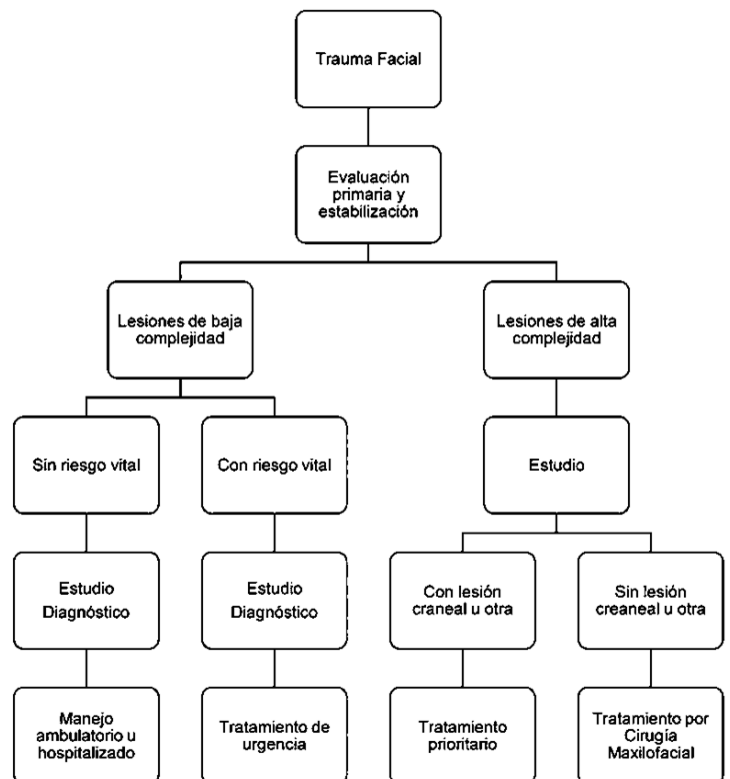 Trauma Facial
Evaluación
primaria y
estabilización
Lesiones de baja
complejidad
Lesiones de alta
complejidad
Sin riesgo vital
Con riesgo vital
Estudio
Estudio
Diagnóstico
Estudio
Diagnóstico
Con lesión
craneal u otra
Sin lesión
creaneal u otra
Manejo
ambulatorio u
hospitalizado
Tratamiento de
urgencia
Tratamiento
prioritario
Tratamiento por
Cirugía
Maxilofacial